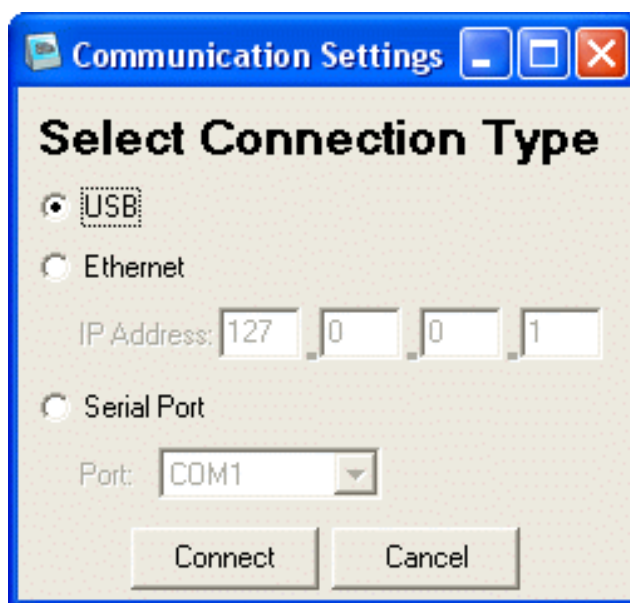 Communication Settings
Select Connection Type
USB
Ethernet
IP Address: 127 . 0 . 0 . 1
Serial Port
Port: COM1
Connect Cancel